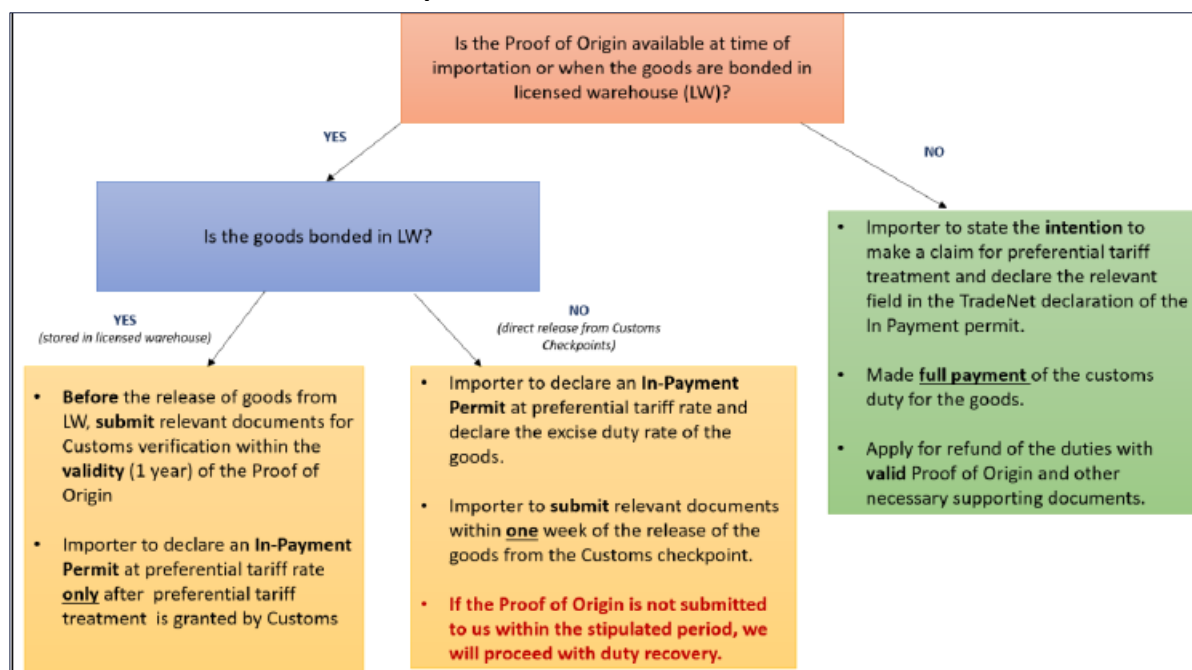 Is the Proof of Origin available at time of
importation or when the goods are bonded in
licensed warehouse (LW)?
YES
NO
Is the goods bonded in LW?
YES
(stored in licensed warehouse)
NO
(direct release from Customs
Checkpoints)
• Before the release of goods from
LW, submit relevant documents for
Customs verification within the
validity (1 year) of the Proof of
Origin
• Importer to declare an In-Payment
Permit at preferential tariff rate
only after preferential tariff
treatment is granted by Customs
• Importer to declare an In-Payment
Permit at preferential tariff rate and
declare the excise duty rate of the
goods.
• Importer to submit relevant documents
within one week of the release of the
goods from the Customs checkpoint.
• If the Proof of Origin is not submitted
to us within the stipulated period, we
will proceed with duty recovery.
• Importer to state the intention to
make a claim for preferential tariff
treatment and declare the relevant
field in the TradeNet declaration of the
In Payment permit.
• Made full payment of the customs
duty for the goods.
• Apply for refund of the duties with
valid Proof of Origin and other
necessary supporting documents.